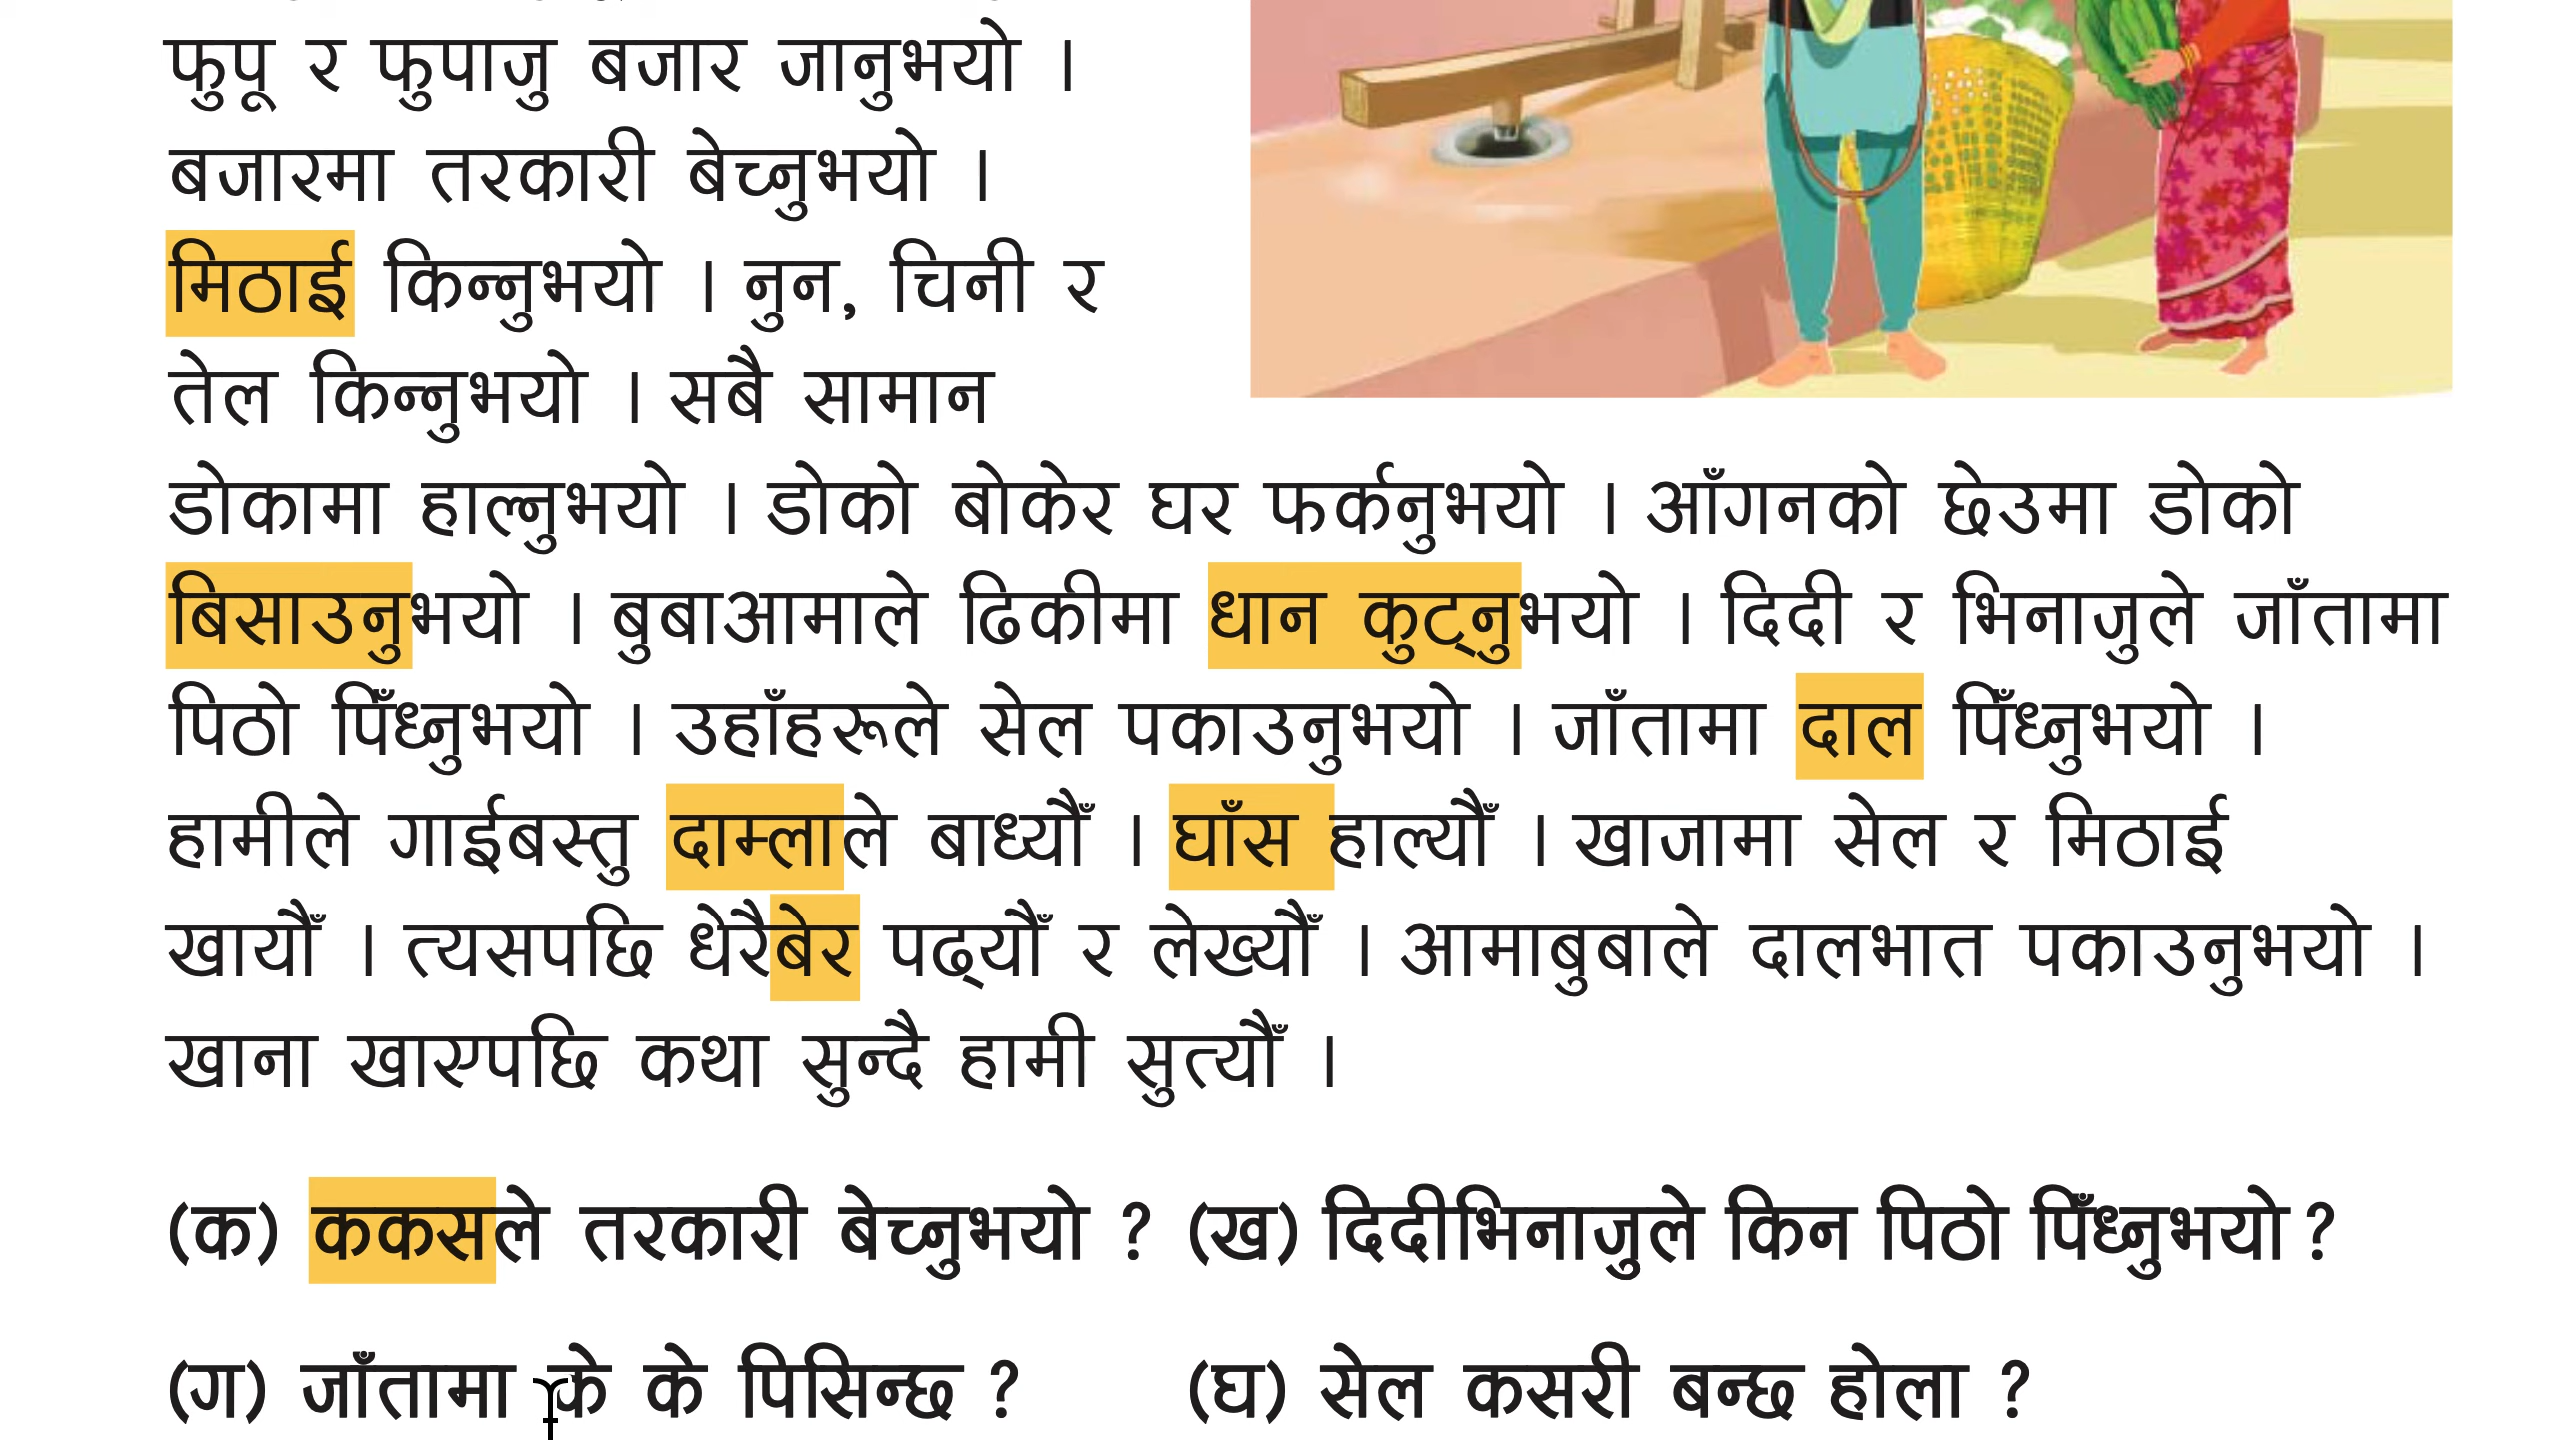 फुपू र फुपाजु बजार जानुभयो ।
बजारमा तरकारी बेच्नुभयो ।
मिठाई किन्नुभयो । नुन, चिनी र
तेल किन्नुभयो । सबै सामान
डोकामा हाल्नुभयो । डोको बोकेर घर फर्कनुभयो । आँगनको छेउमा डोको
बिसाउनुभयो । बुबाआमाले ढिकीमा धान कुट्नुभयो । दिदी र भिनाजुले जाँतामा
पिठो पिँध्नुभयो । उहाँहरूले सेल पकाउनुभयो । जाँतामा दाल पिँध्नुभयो ।
हामीले गाईबस्तु दाम्लाले बाध्यौँ । घाँस हाल्यौँ । खाजामा सेल र मिठाई
खायौँ । त्यसपछि धेरैबेर पढ्यौँ र लेख्यौँ । आमाबुबाले दालभात पकाउनुभयो ।
खाना खाएपछि कथा सुन्दै हामी सुत्यौँ ।
(क) ककसले तरकारी बेच्नुभयो ? (ख) दिदीभिनाजुले किन पिठो पिँध्नुभयो ?
(ग) जाँतामा के के पिसिन्छ ? (घ) सेल कसरी बन्छ होला ?